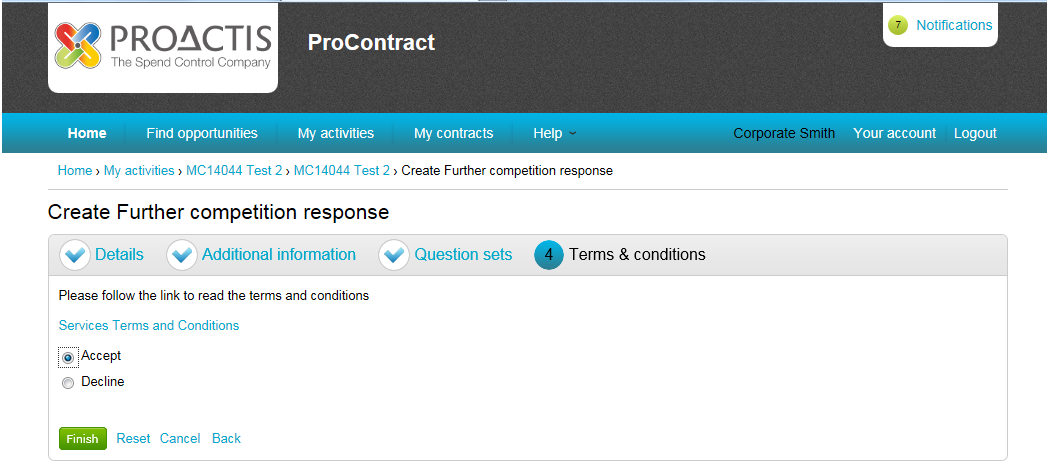 PROACTIS
The Spend Control Company
ProContract
7 Notifications
Home Find opportunities My activities My contracts Help Corporate Smith Your account Logout
Home › My activities › MC14044 Test 2 › MC14044 Test 2 › Create Further competition response
Create Further competition response
Details Additional information Question sets 4 Terms & conditions
Please follow the link to read the terms and conditions
Services Terms and Conditions
Accept
Decline
Finish Reset Cancel Back